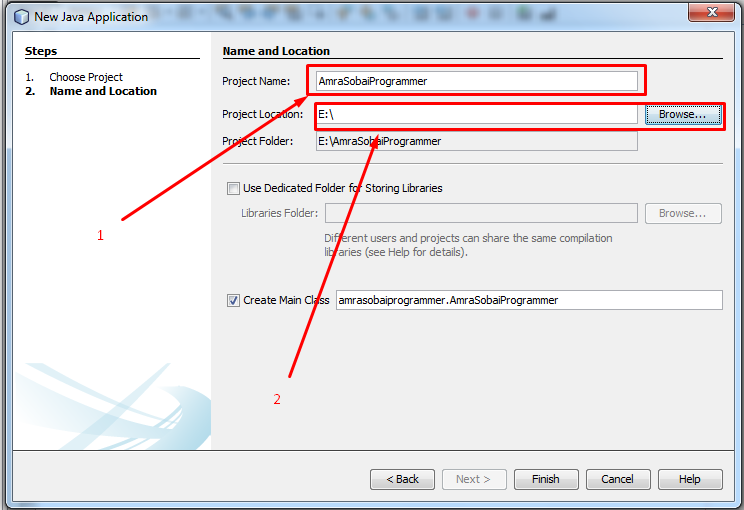 New Java Application
Steps
1. Choose Project
2. Name and Location
Name and Location
Project Name: AmraSobaiProgrammer
Project Location: E:\ Browse...
Project Folder: E:\AmraSobaiProgrammer
Use Dedicated Folder for Storing Libraries
Libraries Folder: Browse...
Different users and projects can share the same compilation
libraries (see Help for details).
Create Main Class amrasobaiprogrammer.AmraSobaiProgrammer
1
2
< Back Next > Finish Cancel Help